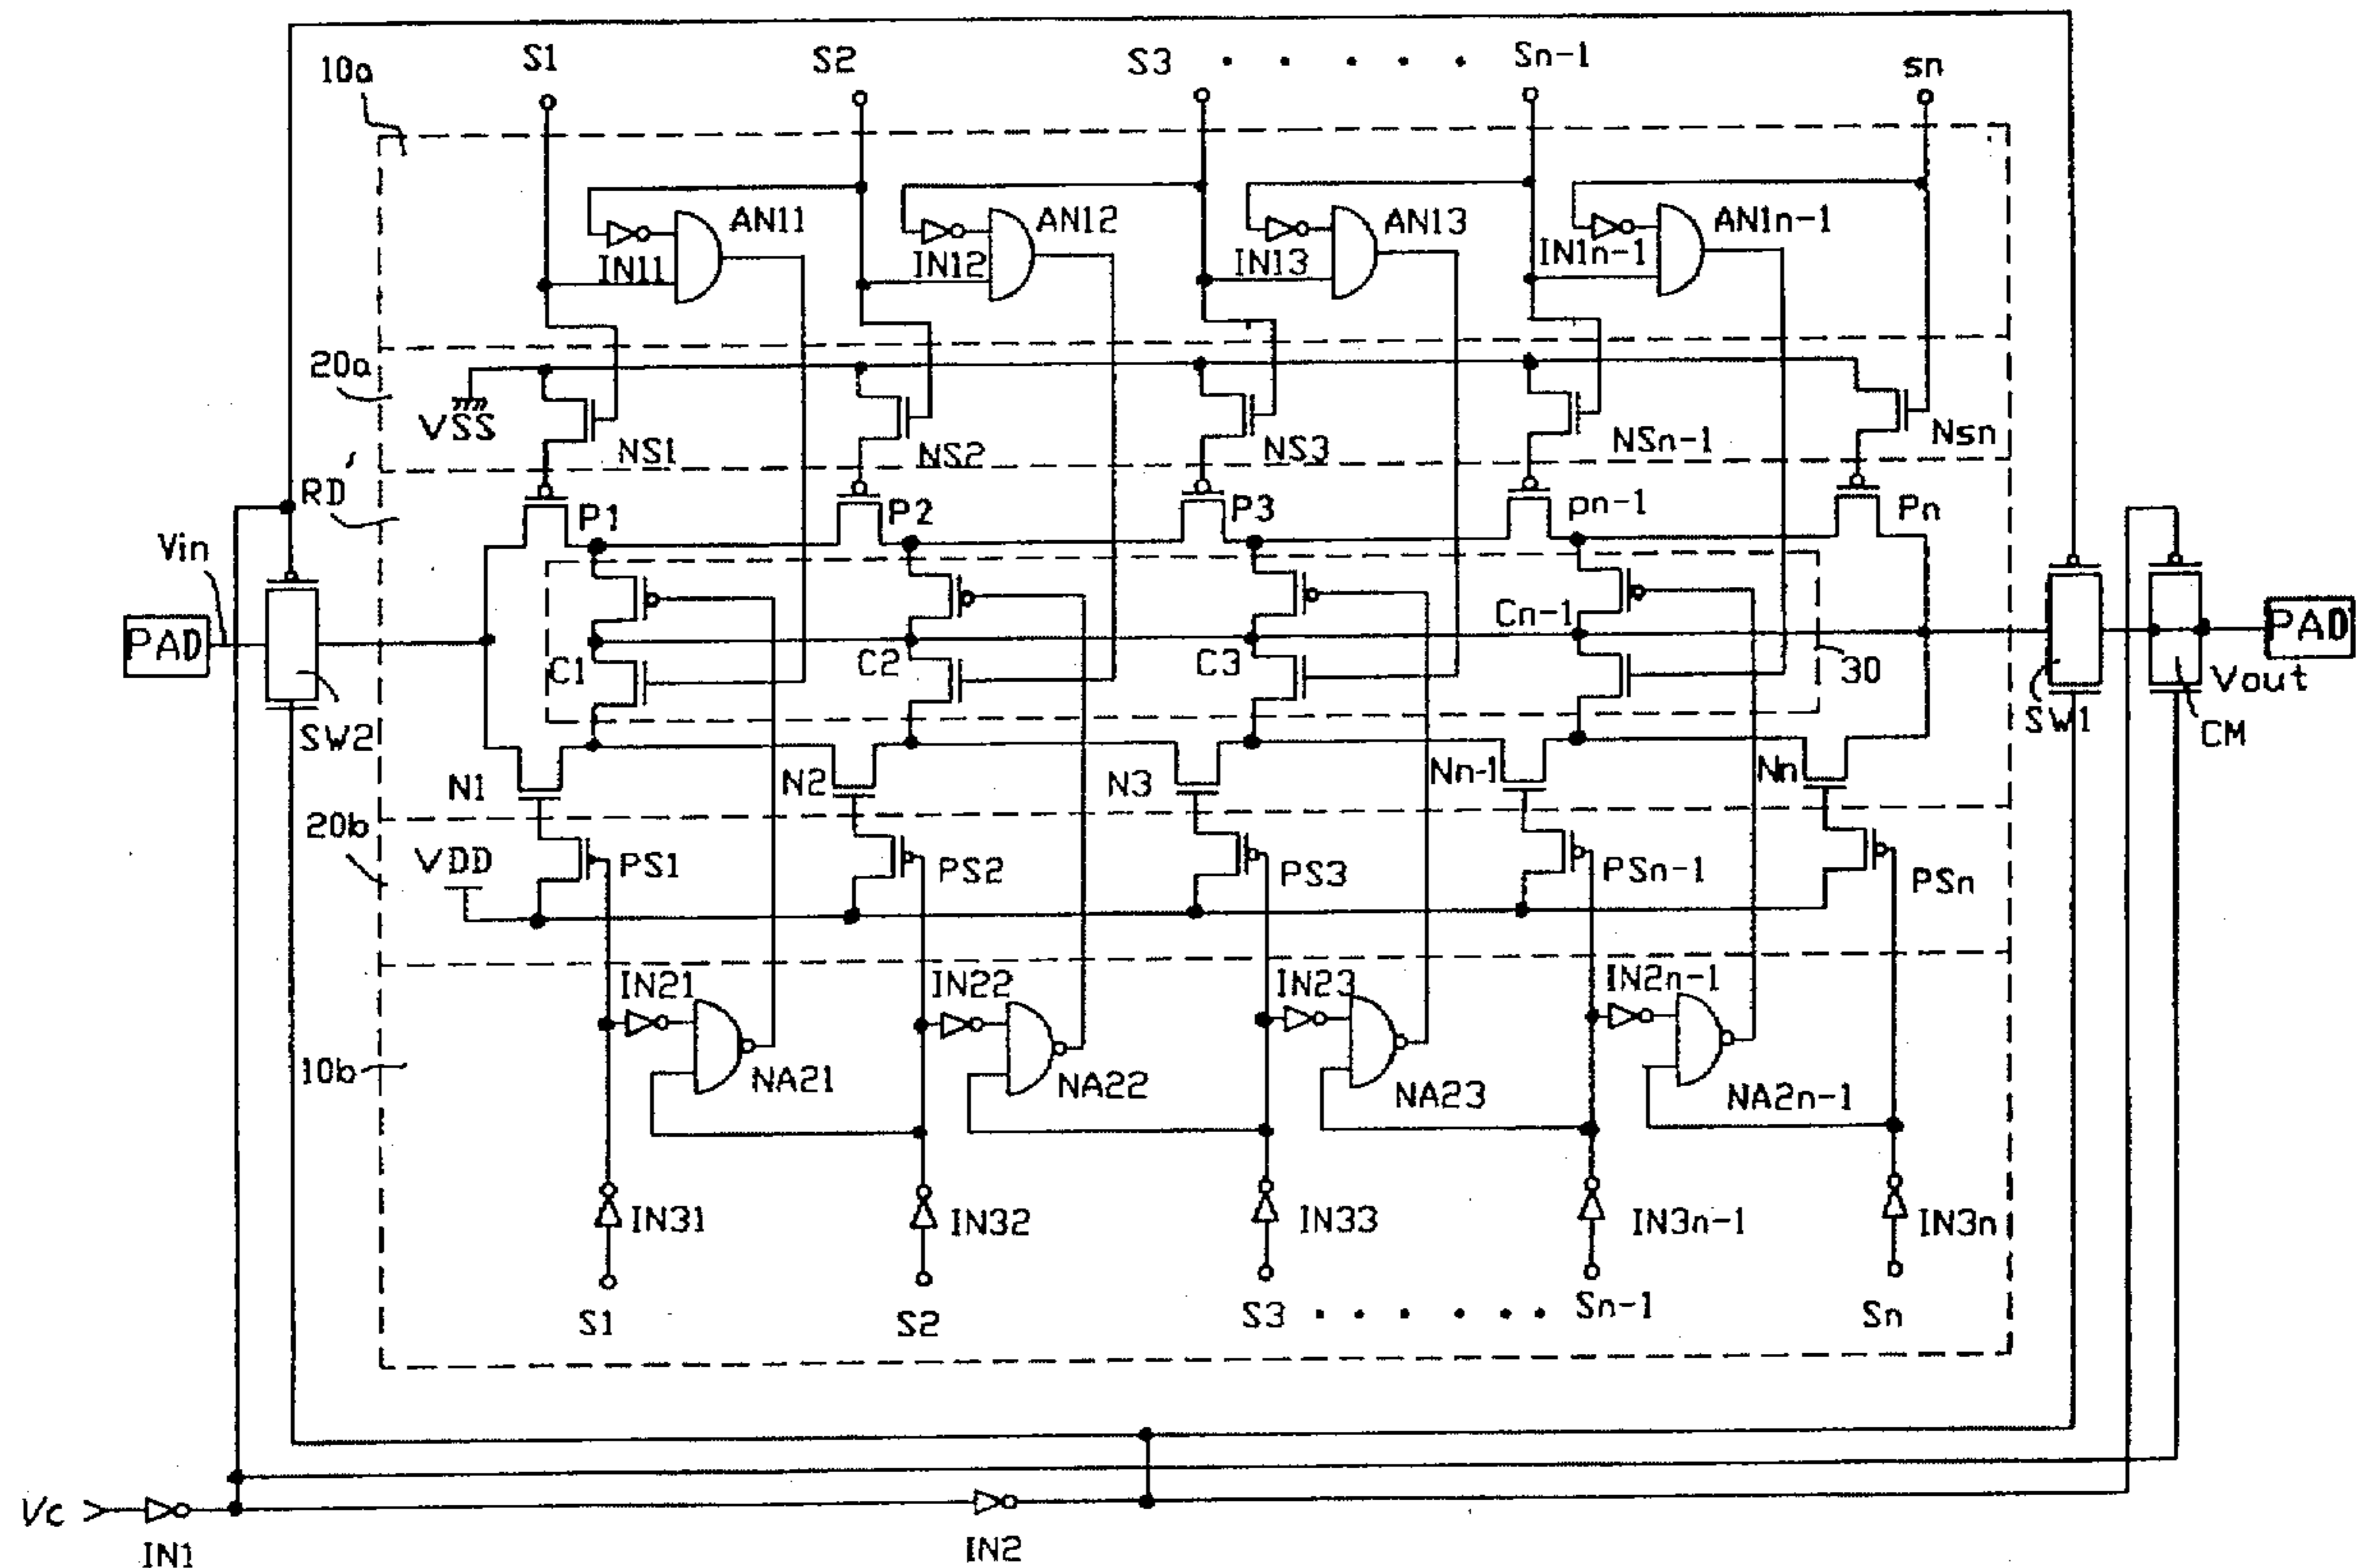 S1
S2
S3 . . . . .
Sn-1
sn
10a
AN11
AN12
AN13
AN1n-1
IN11
IN12
IN13
IN1n-1
20a
VSS
NS1
NS2
NS3
NSn-1
Nsn
RD'
P1
P2
P3
pn-1
Pn
Vin
PAD
C1
C2
C3
Cn-1
30
PAD
Vout
SW2
SW1
CM
N1
N2
N3
Nn-1
Nn
20b
VDD
PS1
PS2
PS3
PSn-1
PSn
IN21
IN22
IN23
IN2n-1
10b
NA21
NA22
NA23
NA2n-1
IN31
IN32
IN33
IN3n-1
IN3n
S1
S2
S3 . . . . . .
Sn-1
Sn
Vc
IN1
IN2